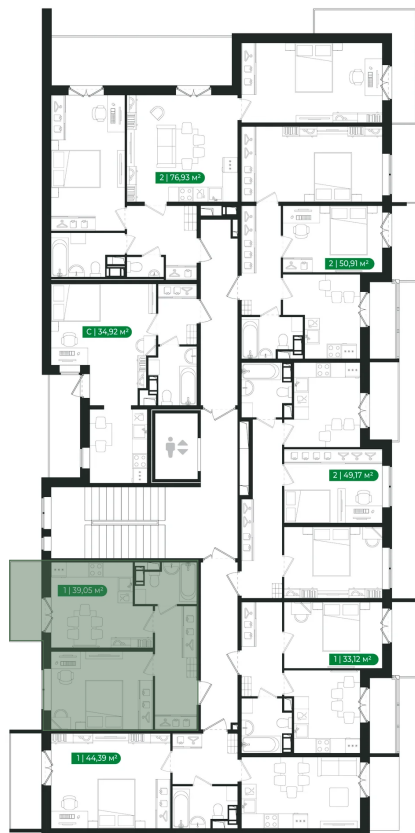 2 | 76,93 м²
2 | 50,91 м²
С | 34,92 м²
2 | 49,17 м²
1 | 39,05 м²
1 | 33,12 м²
1 | 44,39 м²